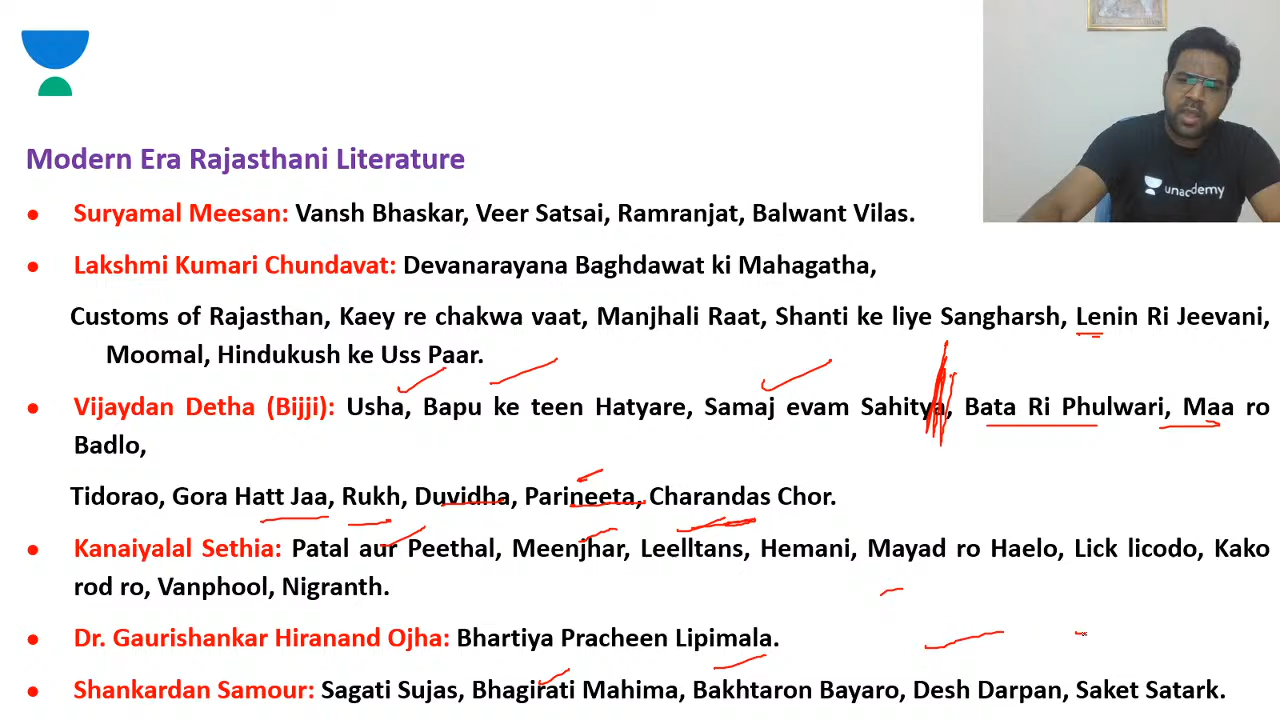 unacademy
Modern Era Rajasthani Literature
• Suryamal Meesan: Vansh Bhaskar, Veer Satsai, Ramranjat, Balwant Vilas.
• Lakshmi Kumari Chundavat: Devanarayana Baghdawat ki Mahagatha,
Customs of Rajasthan, Kaey re chakwa vaat, Manjhali Raat, Shanti ke liye Sangharsh, Lenin Ri Jeevani,
Moomal, Hindukush ke Uss Paar.
• Vijaydan Detha (Bijji): Usha, Bapu ke teen Hatyare, Samaj evam Sahitya, Bata Ri Phulwari, Maa ro
Badlo,
Tidorao, Gora Hatt Jaa, Rukh, Duvidha, Parineeta, Charandas Chor.
• Kanaiyalal Sethia: Patal aur Peethal, Meenjhar, Leelltans, Hemani, Mayad ro Haelo, Lick licodo, Kako
rod ro, Vanphool, Nigranth.
• Dr. Gaurishankar Hiranand Ojha: Bhartiya Pracheen Lipimala.
• Shankardan Samour: Sagati Sujas, Bhagirati Mahima, Bakhtaron Bayaro, Desh Darpan, Saket Satark.